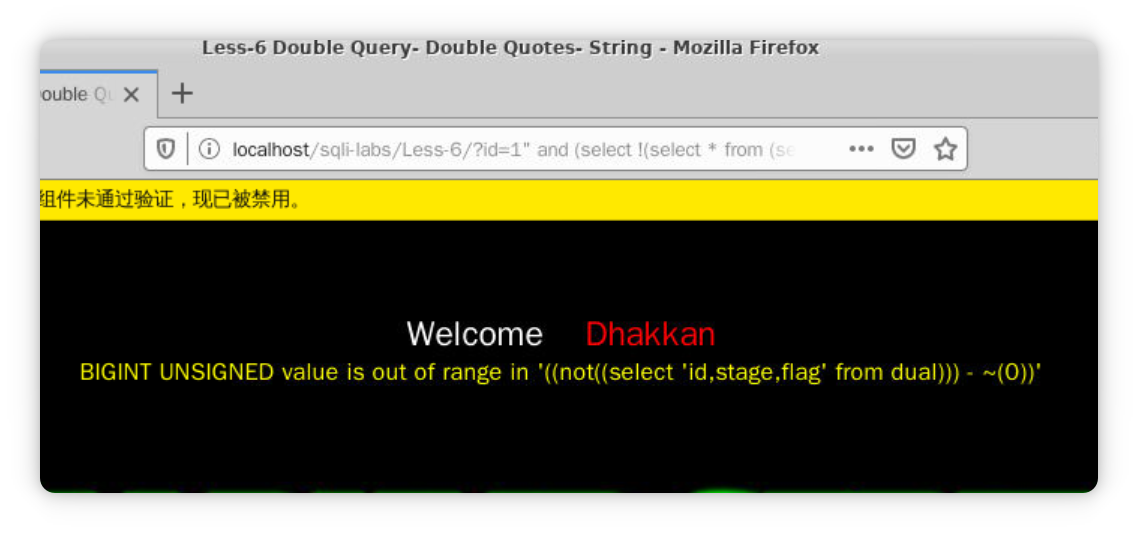 Less-6 Double Query- Double Quotes- String - Mozilla Firefox
ouble Qu
localhost/sqli-labs/Less-6/?id=1" and (select !(select * from (se
组件未通过验证，现已被禁用。
Welcome Dhakkan
BIGINT UNSIGNED value is out of range in '((not((select 'id,stage,flag' from dual))) - ~(0))'